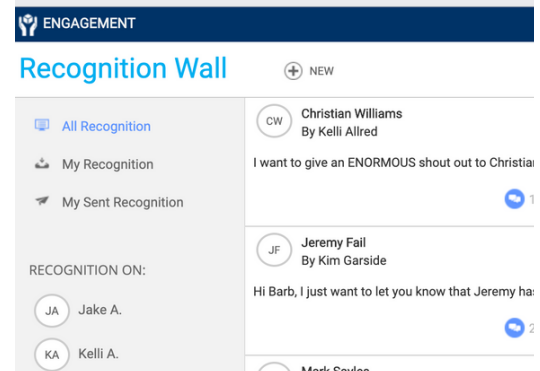 ENGAGEMENT
Recognition Wall
NEW
All Recognition
My Recognition
My Sent Recognition
RECOGNITION ON:
JA Jake A.
KA Kelli A.
CW Christian Williams
By Kelli Allred
I want to give an ENORMOUS shout out to Christian
1
JF Jeremy Fail
By Kim Garside
Hi Barb, I just want to let you know that Jeremy has
2